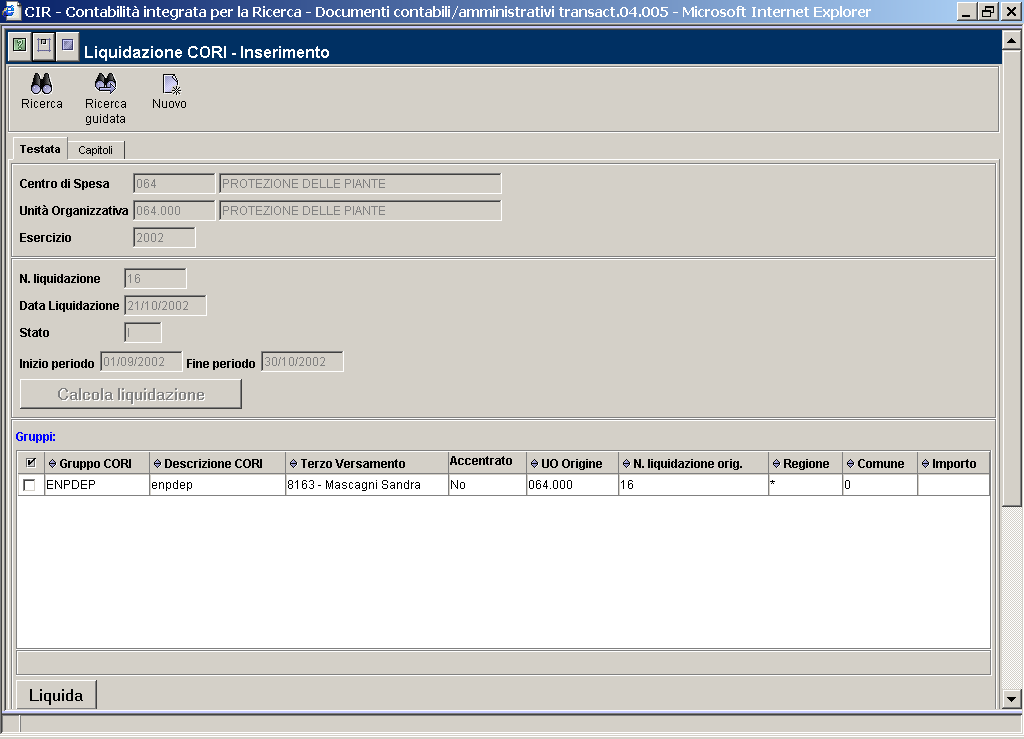 CIR - Contabilità integrata per la Ricerca - Documenti contabili/amministrativi transact.04.005 - Microsoft Internet Explorer
Liquidazione CORI - Inserimento
Ricerca Ricerca guidata Nuovo
Testata Capitoli
Centro di Spesa 064 PROTEZIONE DELLE PIANTE
Unità Organizzativa 064.000 PROTEZIONE DELLE PIANTE
Esercizio 2002
N. liquidazione 16
Data Liquidazione 21/10/2002
Stato I
Inizio periodo 01/09/2002 Fine periodo 30/10/2002
Calcola liquidazione
Gruppi:
Gruppo CORI Descrizione CORI Terzo Versamento Accentrato UO Origine N. liquidazione orig. Regione Comune Importo
ENPDEP enpdep 8163 - Mascagni Sandra No 064.000 16 * 0
Liquida